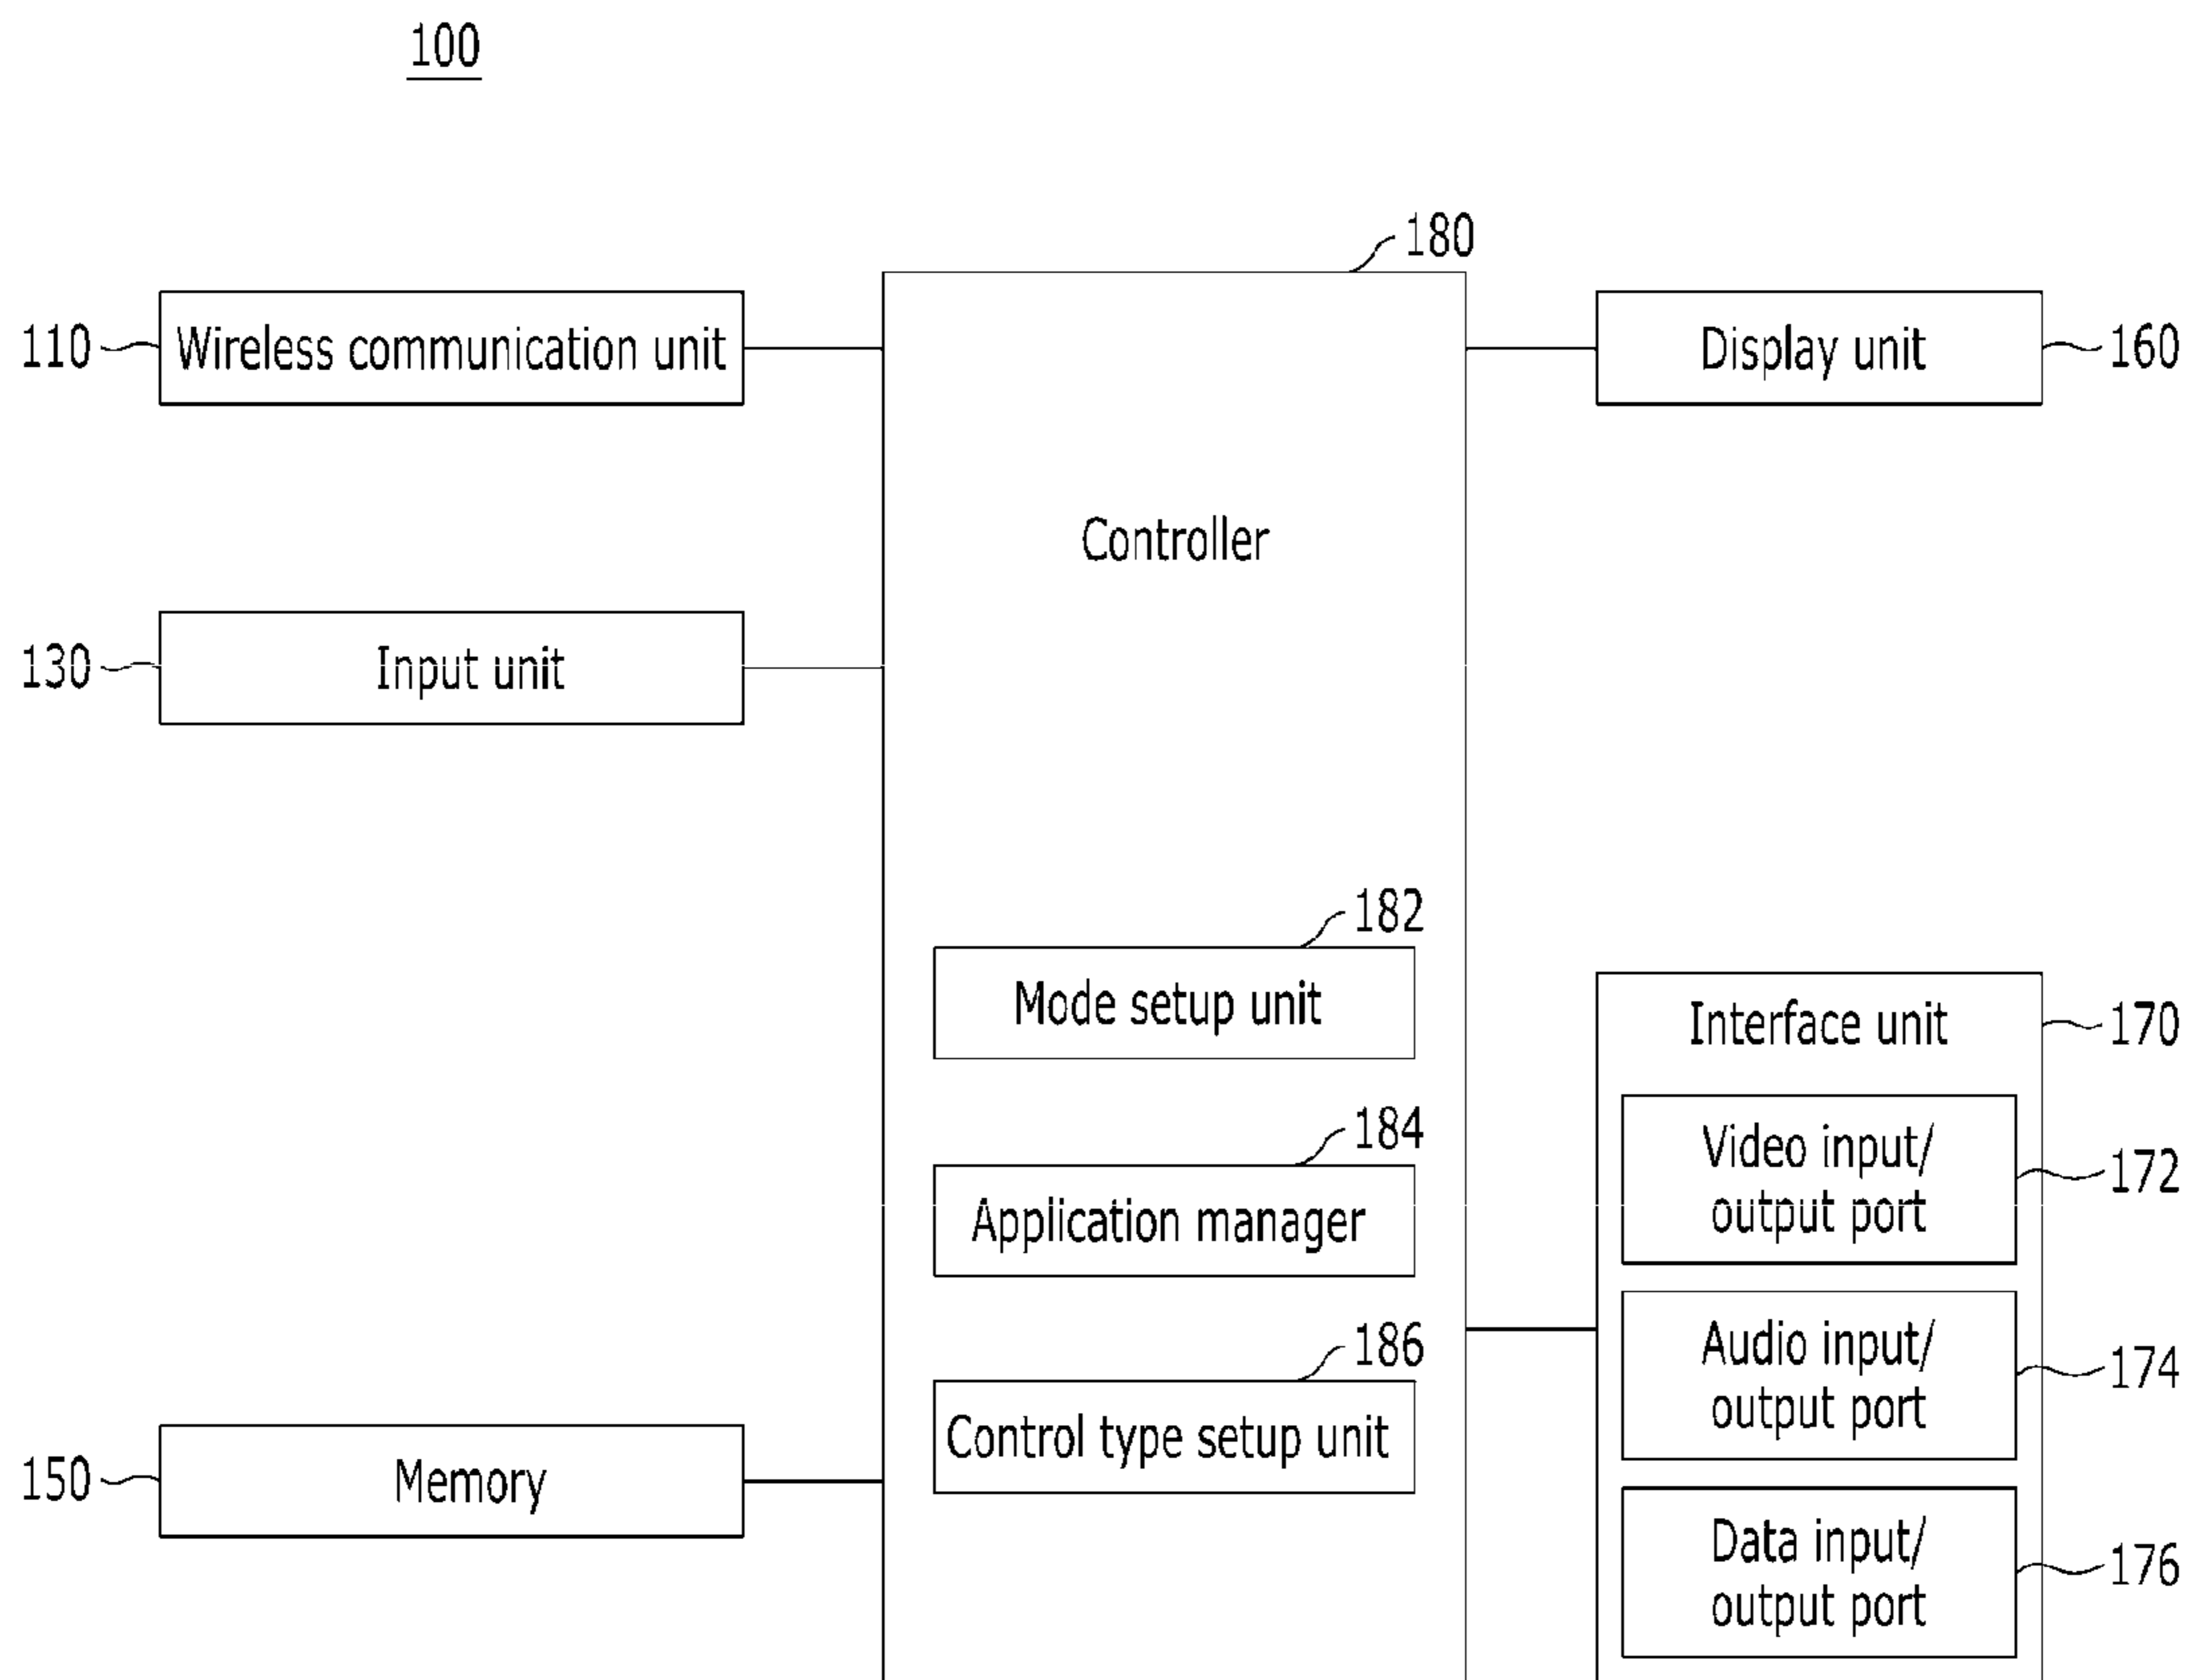 100
180
110
Wireless communication unit
Display unit
160
Controller
130
Input unit
182
Mode setup unit
Interface unit
170
184
Application manager
Video input/
output port
172
186
Control type setup unit
Audio input/
output port
174
150
Memory
Data input/
output port
176